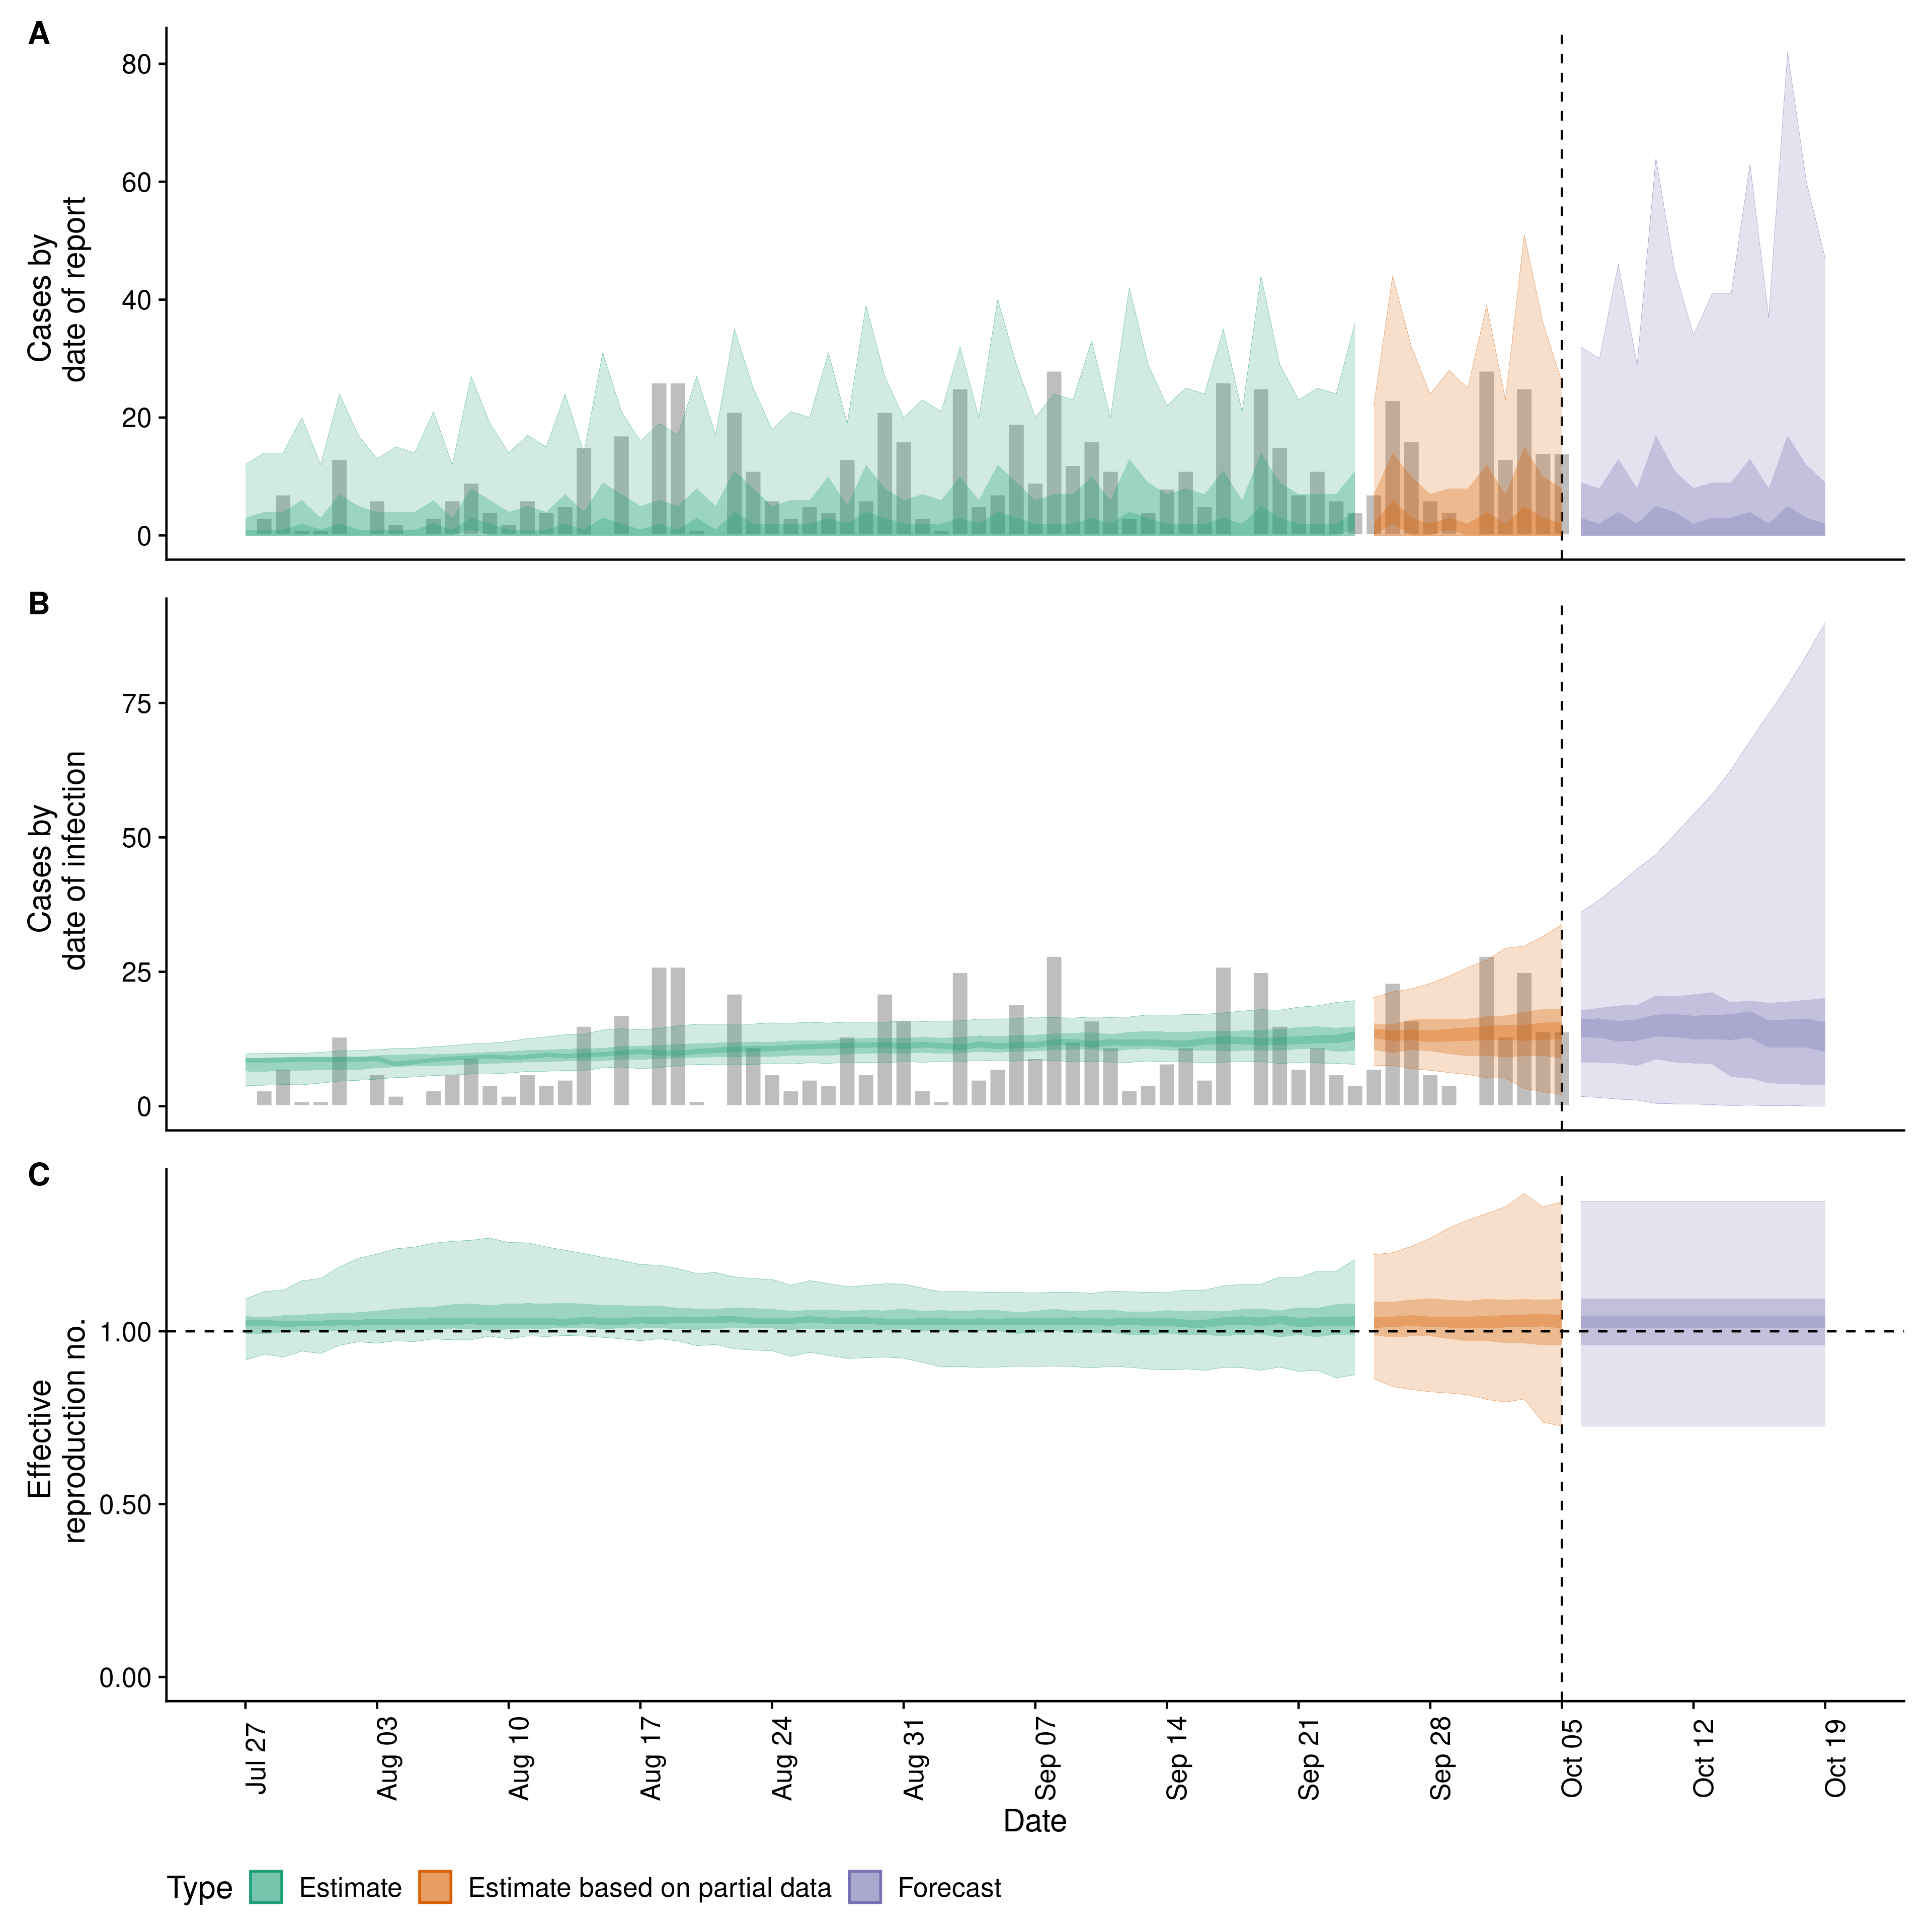 A
Cases by
date of report
80
60
40
20
0
B
Cases by
date of infection
75
50
25
0
C
Effective
reproduction no.
1.00
0.50
0.00
Jul 27
Aug 03
Aug 10
Aug 17
Aug 24
Aug 31
Sep 07
Sep 14
Sep 21
Sep 28
Oct 05
Oct 12
Oct 19
Date
Type Estimate Estimate based on partial data Forecast